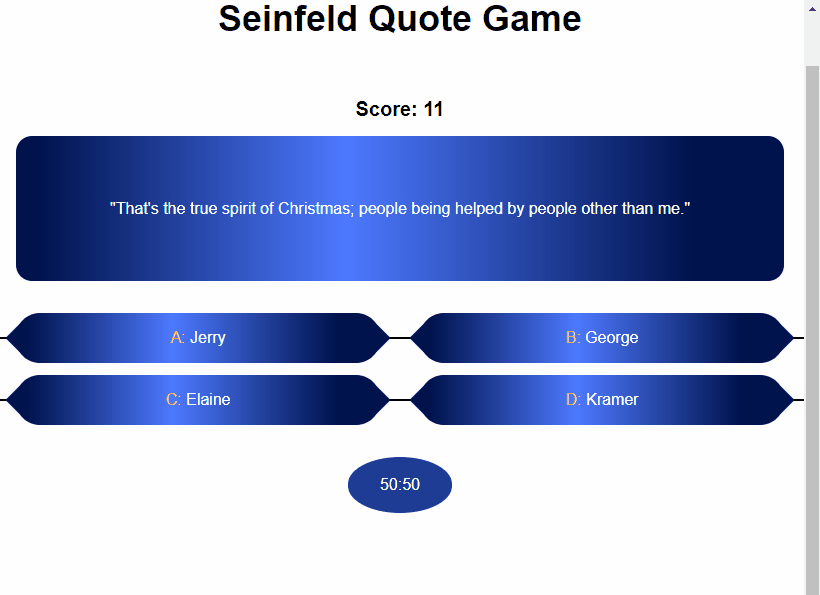 Seinfeld Quote Game
Score: 11
"That's the true spirit of Christmas; people being helped by people other than me."
A: Jerry
B: George
C: Elaine
D: Kramer
50:50